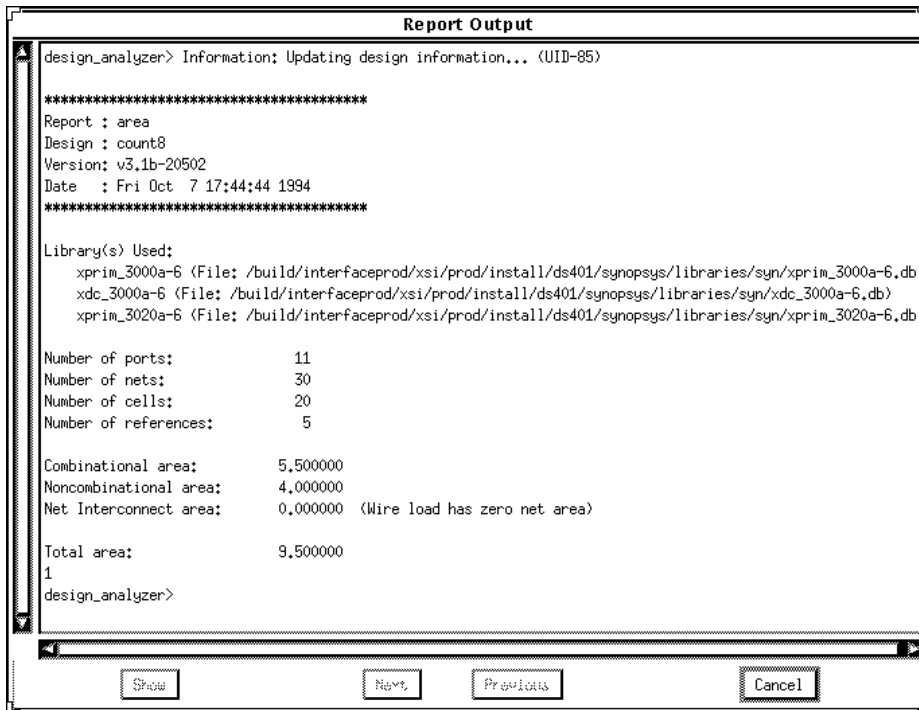 Report Output
design_analyzer> Information: Updating design information... (UID-85)
****************************************
Report : area
Design : count8
Version: v3.1b-20502
Date   : Fri Oct  7 17:44:44 1994
****************************************
Library(s) Used:
xprim_3000a-6 (File: /build/interfaceprod/xsi/prod/install/ds401/synopsys/libraries/syn/xprim_3000a-6.db
xdc_3000a-6 (File: /build/interfaceprod/xsi/prod/install/ds401/synopsys/libraries/syn/xdc_3000a-6.db)
xprim_3020a-6 (File: /build/interfaceprod/xsi/prod/install/ds401/synopsys/libraries/syn/xprim_3020a-6.db
Number of ports: 11
Number of nets: 30
Number of cells: 20
Number of references: 5
Combinational area: 5.500000
Noncombinational area: 4.000000
Net Interconnect area: 0.000000 (Wire load has zero net area)
Total area: 9.500000
1
design_analyzer>
Show Next Previous Cancel